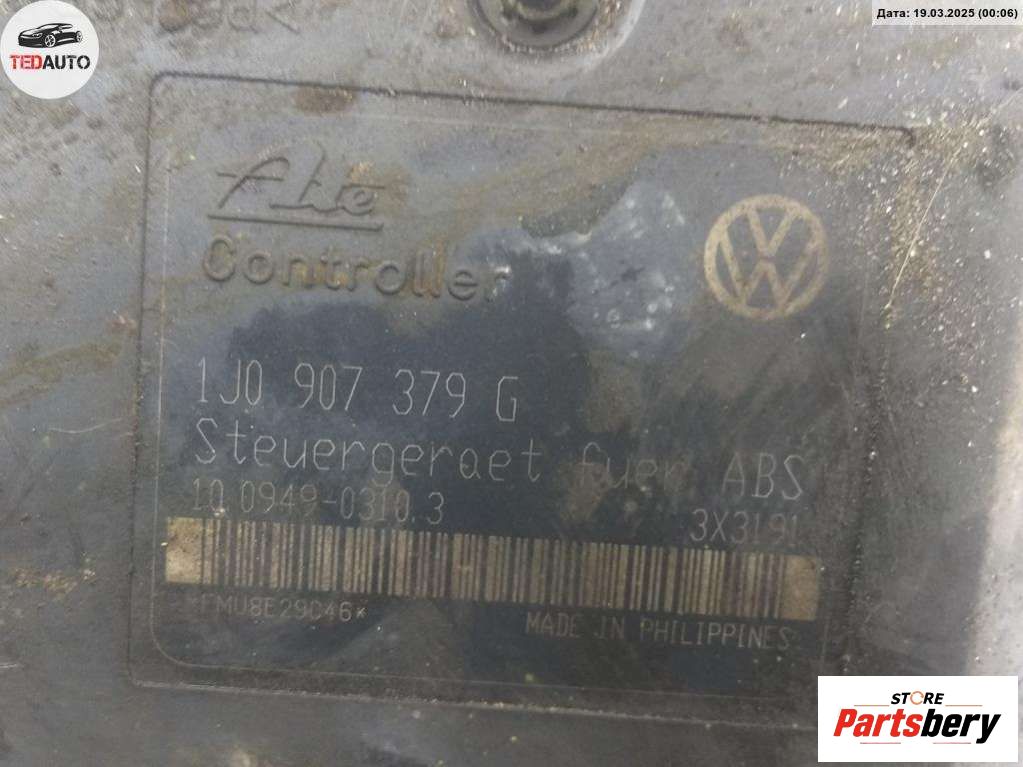 Дата: 19.03.2025 (00:06)
TEDAUTO
Ate
Controller
1J0 907 379 G
Steuergeraet fuer ABS
10.0949-0310.3
3X3191
MADE IN PHILIPPINES
STORE
Partsbery